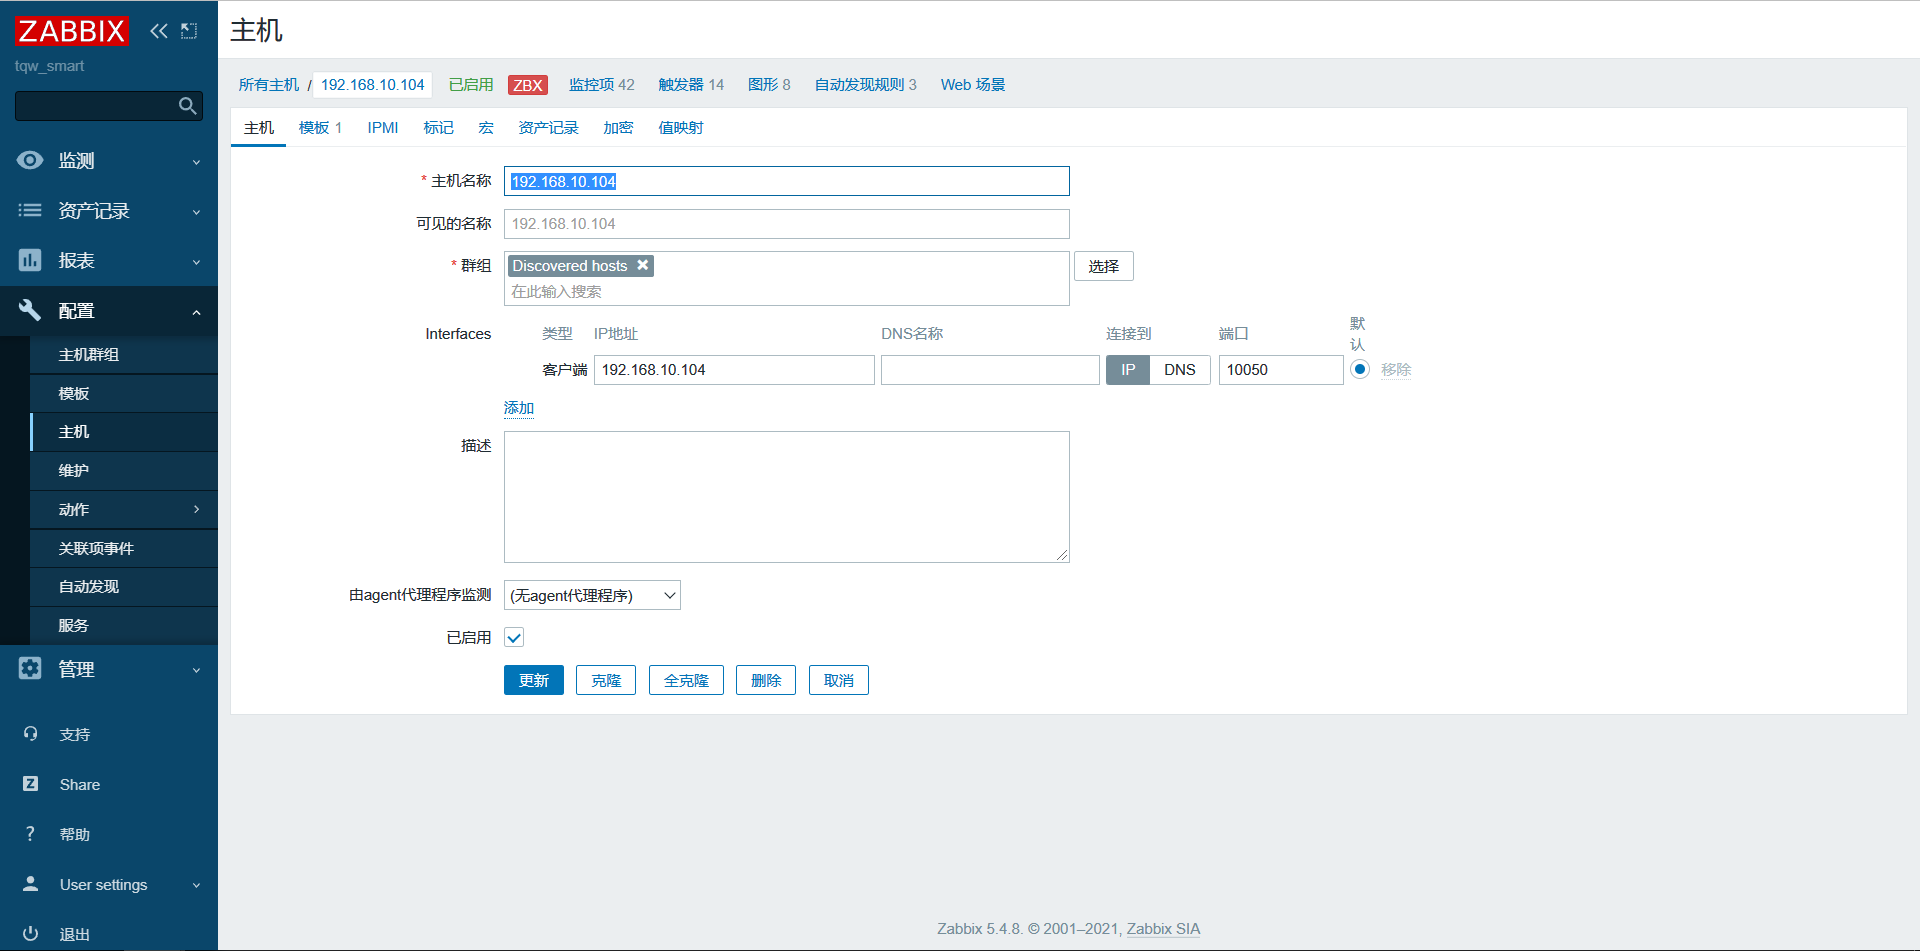 ZABBIX
tqw_smart
监测
资产记录
报表
配置
主机群组
模板
主机
维护
动作
关联项事件
自动发现
服务
管理
支持
Share
帮助
User settings
退出
主机
所有主机 / 192.168.10.104 已启用 ZBX 监控项 42 触发器 14 图形 8 自动发现规则 3 Web 场景
主机 模板 1 IPMI 标记 宏 资产记录 加密 值映射
* 主机名称 192.168.10.104
可见的名称 192.168.10.104
* 群组 Discovered hosts 选择
在此输入搜索
Interfaces 类型 IP地址 DNS名称 连接到 端口 默认
客户端 192.168.10.104 IP DNS 10050 移除
添加
描述
由agent代理程序监测 (无agent代理程序)
已启用
更新 克隆 全克隆 删除 取消
Zabbix 5.4.8. © 2001–2021, Zabbix SIA